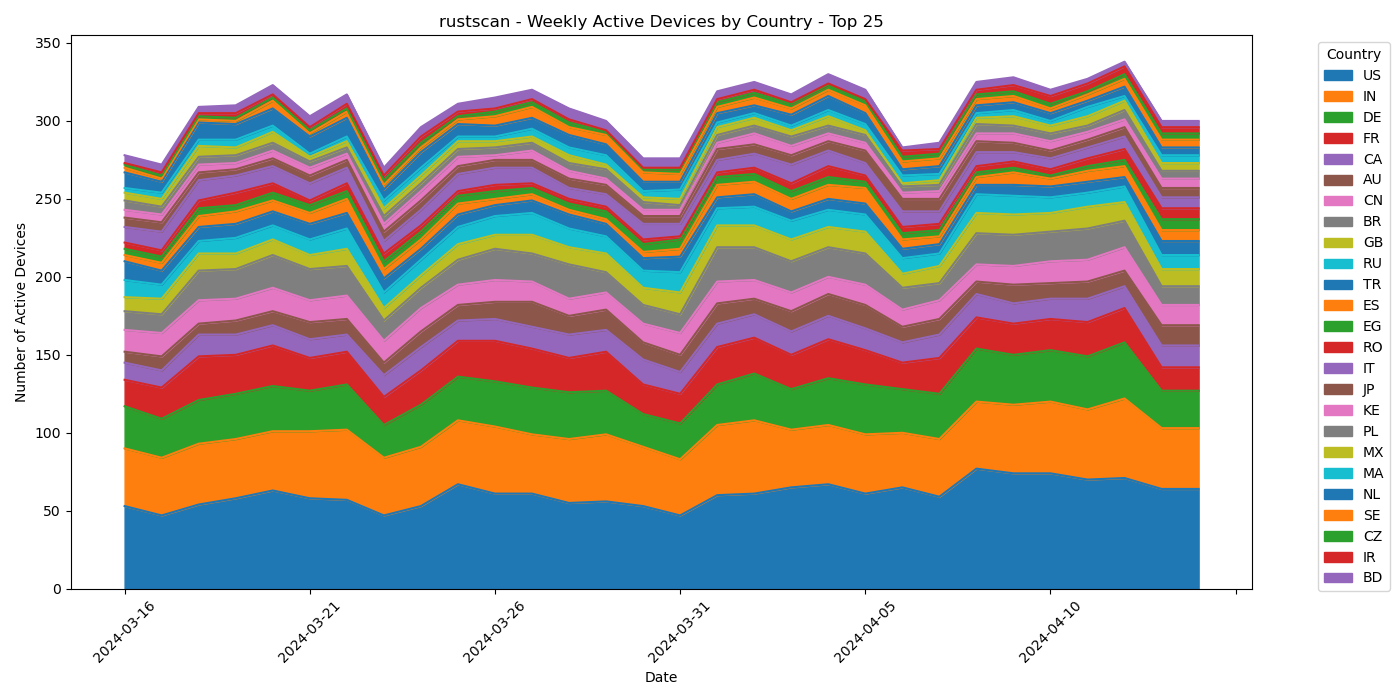 rustscan - Weekly Active Devices by Country - Top 25
Number of Active Devices
350
300
250
200
150
100
50
0
2024-03-16
2024-03-21
2024-03-26
2024-03-31
2024-04-05
2024-04-10
Date
Country
US
IN
DE
FR
CA
AU
CN
BR
GB
RU
TR
ES
EG
RO
IT
JP
KE
PL
MX
MA
NL
SE
CZ
IR
BD